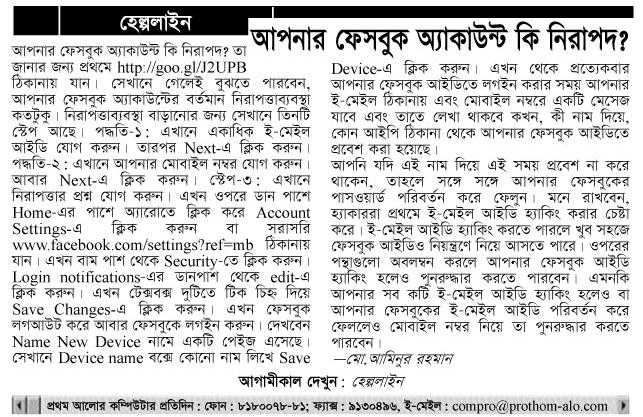 হেল্পলাইন
আপনার ফেসবুক অ্যাকাউন্ট কি নিরাপদ?
আপনার ফেসবুক অ্যাকাউন্ট কি নিরাপদ? তা
জানার জন্য প্রথমে http://goo.gl/J2UPB
ঠিকানায় যান। সেখানে গেলেই বুঝতে পারবেন,
আপনার ফেসবুক অ্যাকাউন্টের বর্তমান নিরাপত্তাব্যবস্থা
কতটুকু। নিরাপত্তাব্যবস্থা বাড়ানোর জন্য সেখানে তিনটি
স্টেপ আছে। পদ্ধতি-১: এখানে একাধিক ই-মেইল
আইডি যোগ করুন। তারপর Next-এ ক্লিক করুন।
পদ্ধতি-২: এখানে আপনার মোবাইল নম্বর যোগ করুন।
আবার Next-এ ক্লিক করুন। স্টেপ-৩: এখানে
নিরাপত্তার প্রশ্ন যোগ করুন। এখন ওপরে ডান পাশে
Home-এর পাশে অ্যারোতে ক্লিক করে Account
Settings-এ ক্লিক করুন বা সরাসরি
www.facebook.com/settings?ref=mb ঠিকানায়
যান। এখন বাম পাশ থেকে Security-তে ক্লিক করুন।
Login notifications-এর ডানপাশ থেকে edit-এ
ক্লিক করুন। এখন টেক্সবক্স দুটিতে টিক চিহ্ন দিয়ে
Save Changes-এ ক্লিক করুন। এখন ফেসবুক
লগআউট করে আবার ফেসবুকে লগইন করুন। দেখবেন
Name New Device নামে একটি পেইজ এসেছে।
সেখানে Device name বক্সে কোনো নাম লিখে Save
Device-এ ক্লিক করুন। এখন থেকে প্রত্যেকবার
আপনার ফেসবুক আইডিতে লগইন করার সময় আপনার
ই-মেইল ঠিকানায় এবং মোবাইল নম্বরে একটি মেসেজ
যাবে এবং তাতে লেখা থাকবে কখন, কী নাম দিয়ে,
কোন আইপি ঠিকানা থেকে আপনার ফেসবুক আইডিতে
প্রবেশ করা হয়েছে।
আপনি যদি এই নাম দিয়ে এই সময় প্রবেশ না করে
থাকেন, তাহলে সঙ্গে সঙ্গে আপনার ফেসবুকের
পাসওয়ার্ড পরিবর্তন করে ফেলুন। মনে রাখবেন,
হ্যাকাররা প্রথমে ই-মেইল আইডি হ্যাকিং করার চেষ্টা
করে। ই-মেইল আইডি হ্যাকিং করতে পারলে খুব সহজে
ফেসবুক আইডিও নিয়ন্ত্রণে নিয়ে আসতে পারে। ওপরের
পন্থাগুলো অবলম্বন করলে আপনার ফেসবুক আইডি
হ্যাকিং হলেও পুনরুদ্ধার করতে পারবেন। এমনকি
আপনার সব কটি ই-মেইল আইডি হ্যাকিং হলেও বা
আপনার ফেসবুকের ই-মেইল আইডি পরিবর্তন করে
ফেললেও মোবাইল নম্বর নিয়ে তা পুনরুদ্ধার করতে
পারবেন।
—মো.আমিনুর রহমান
আগামীকাল দেখুন: হেল্পলাইন
প্রথম আলোর কম্পিউটার প্রতিদিন: ফোন: ৮১৮০০৭৮-৮১; ফ্যাক্স: ৯১৩০৪৯৬, ই-মেইল: compro@prothom-alo.com